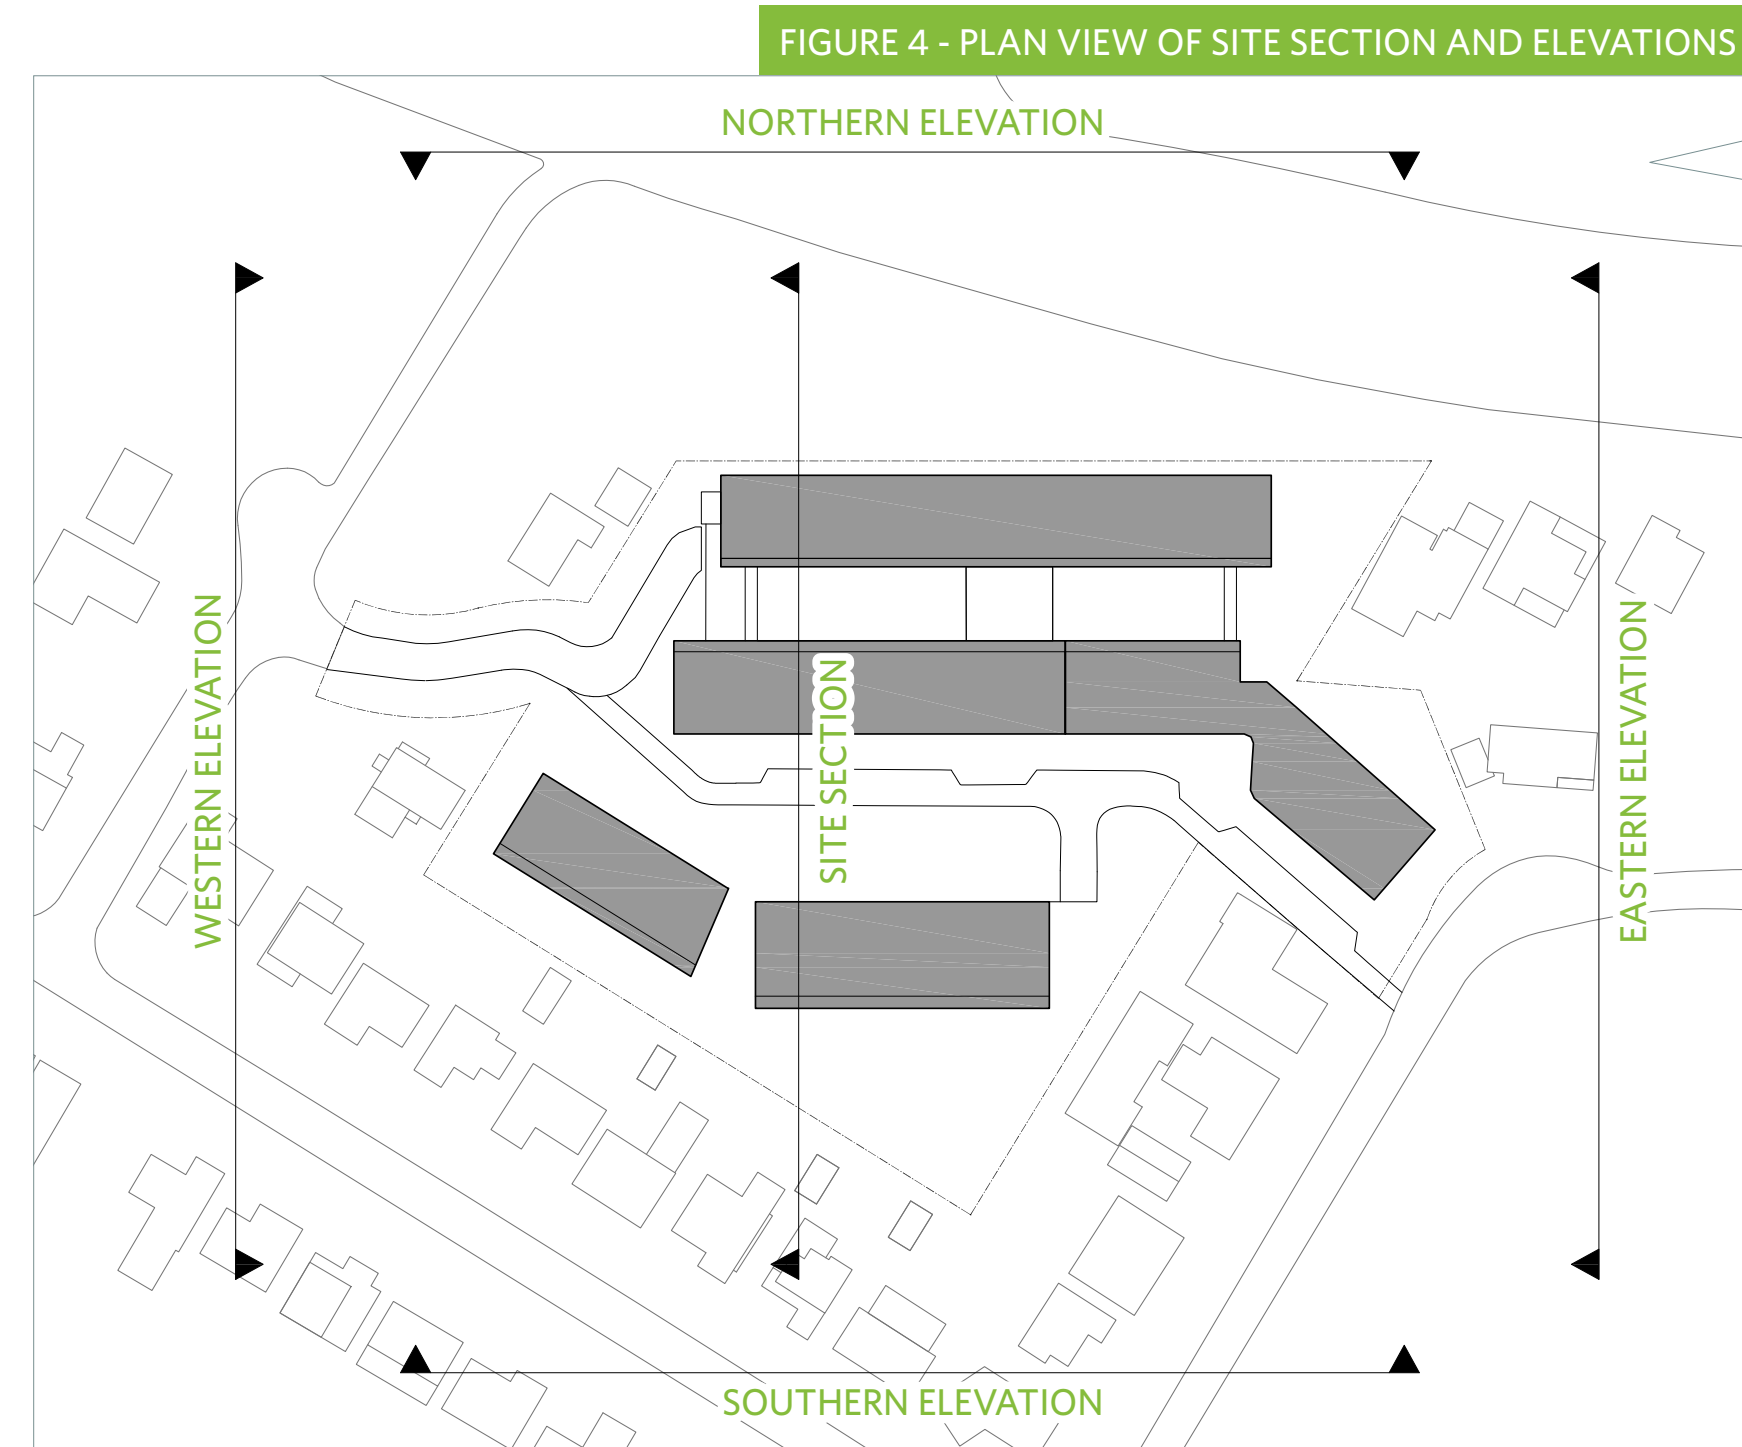 FIGURE 4 - PLAN VIEW OF SITE SECTION AND ELEVATIONS
NORTHERN ELEVATION
WESTERN ELEVATION
SITE SECTION
EASTERN ELEVATION
SOUTHERN ELEVATION